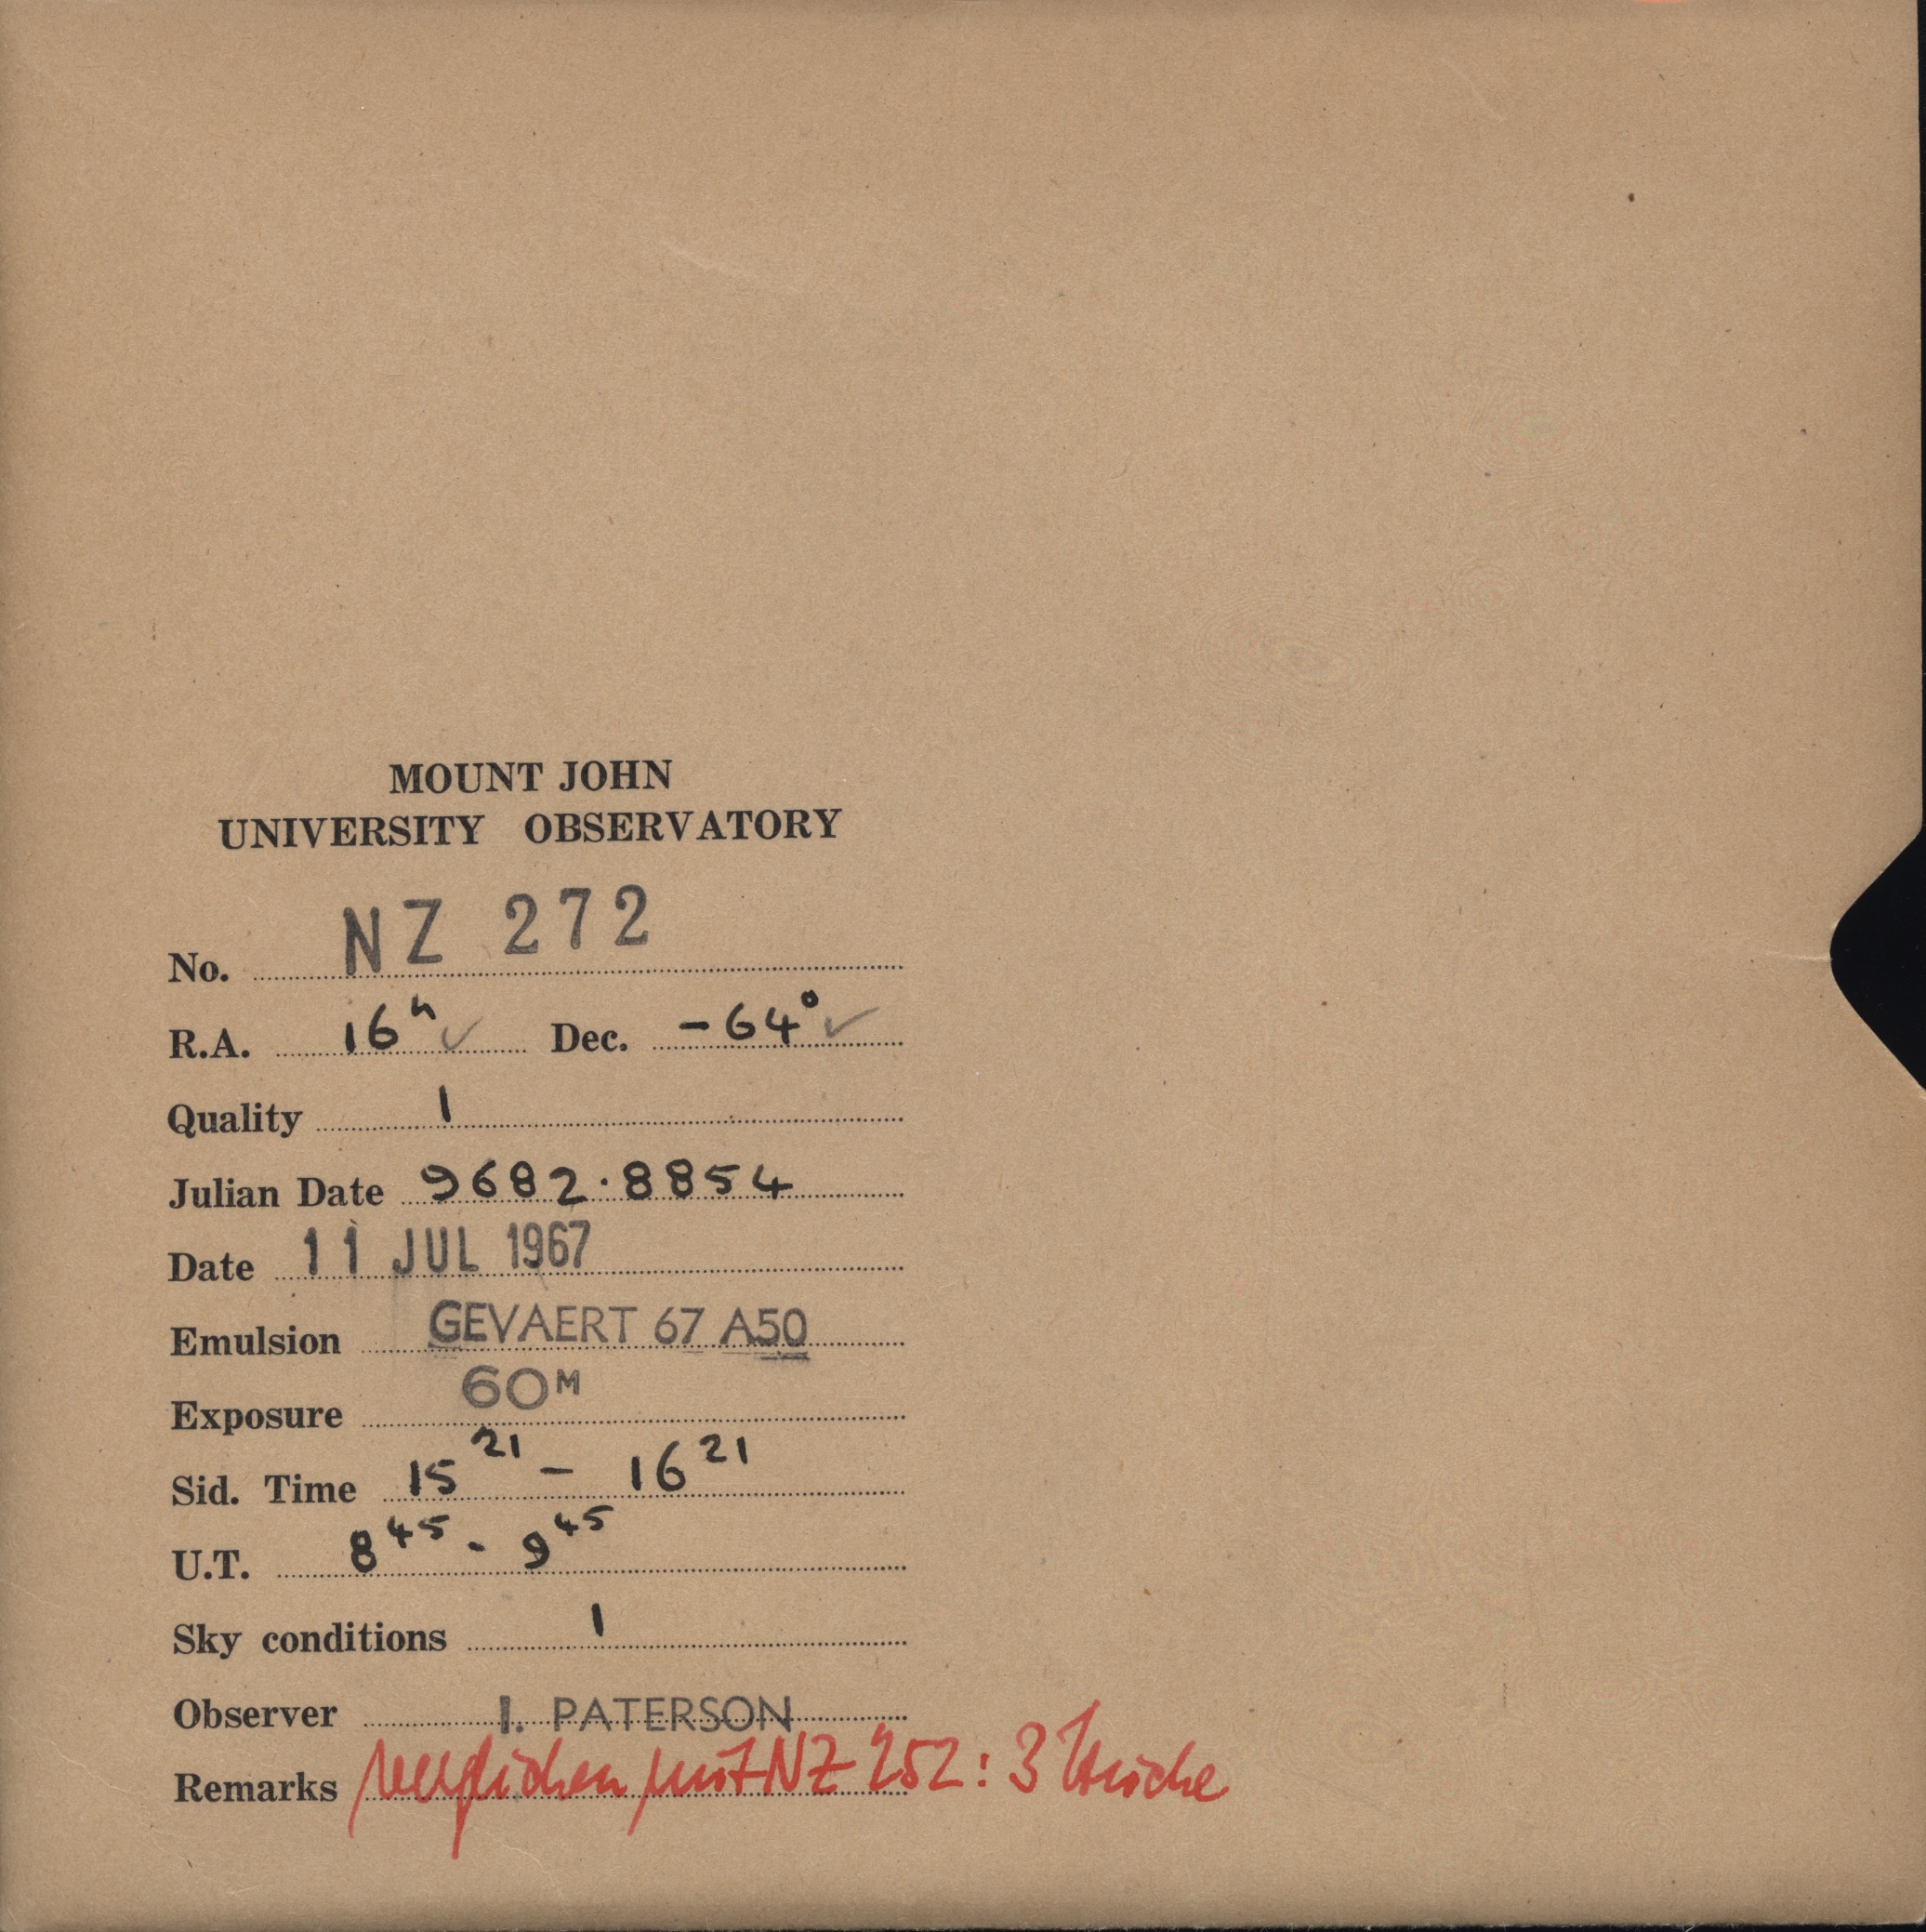 MOUNT JOHN
UNIVERSITY OBSERVATORY
No. NZ 272
R.A. 16h ✓ Dec. -64° ✓
Quality 1
Julian Date 9682.8854
Date 11 JUL 1967
Emulsion GEVAERT 67 A50
Exposure 60M
Sid. Time 15 21 - 16 21
U.T. 8 45 - 9 45
Sky conditions 1
Observer I. PATERSON
Remarks verglichen mit NZ 252: 3 Striche